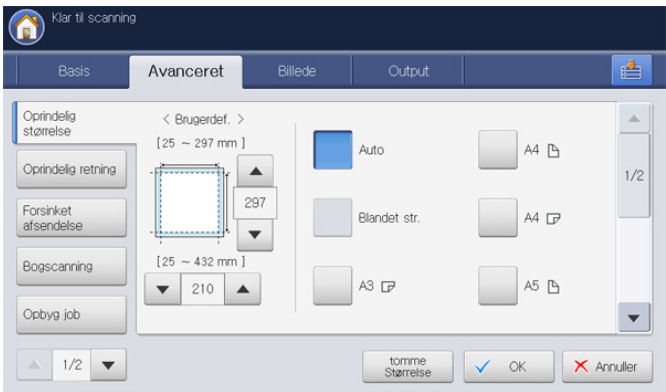 Klar til scanning
Basis
Avanceret
Billede
Output
Oprindelig
størrelse
Oprindelig retning
Forsinket
afsendelse
Bogscanning
Opbyg job
1/2
< Brugerdef. >
[25 ~ 297 mm ]
297
[25 ~ 432 mm ]
210
Auto
A4
Blandet str.
A4
A3
A5
1/2
tomme
Størrelse
OK
Annuller